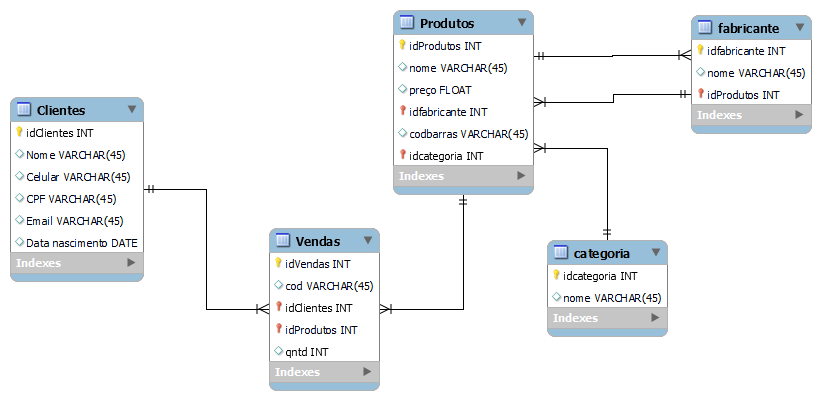 Clientes
idClientes INT
Nome VARCHAR(45)
Celular VARCHAR(45)
CPF VARCHAR(45)
Email VARCHAR(45)
Data nascimento DATE
Indexes
Vendas
idVendas INT
cod VARCHAR(45)
idClientes INT
idProdutos INT
qntd INT
Indexes
Produtos
idProdutos INT
nome VARCHAR(45)
preço FLOAT
idfabricante INT
codbarras VARCHAR(45)
idcategoria INT
Indexes
fabricante
idfabricante INT
nome VARCHAR(45)
idProdutos INT
Indexes
categoria
idcategoria INT
nome VARCHAR(45)
Indexes